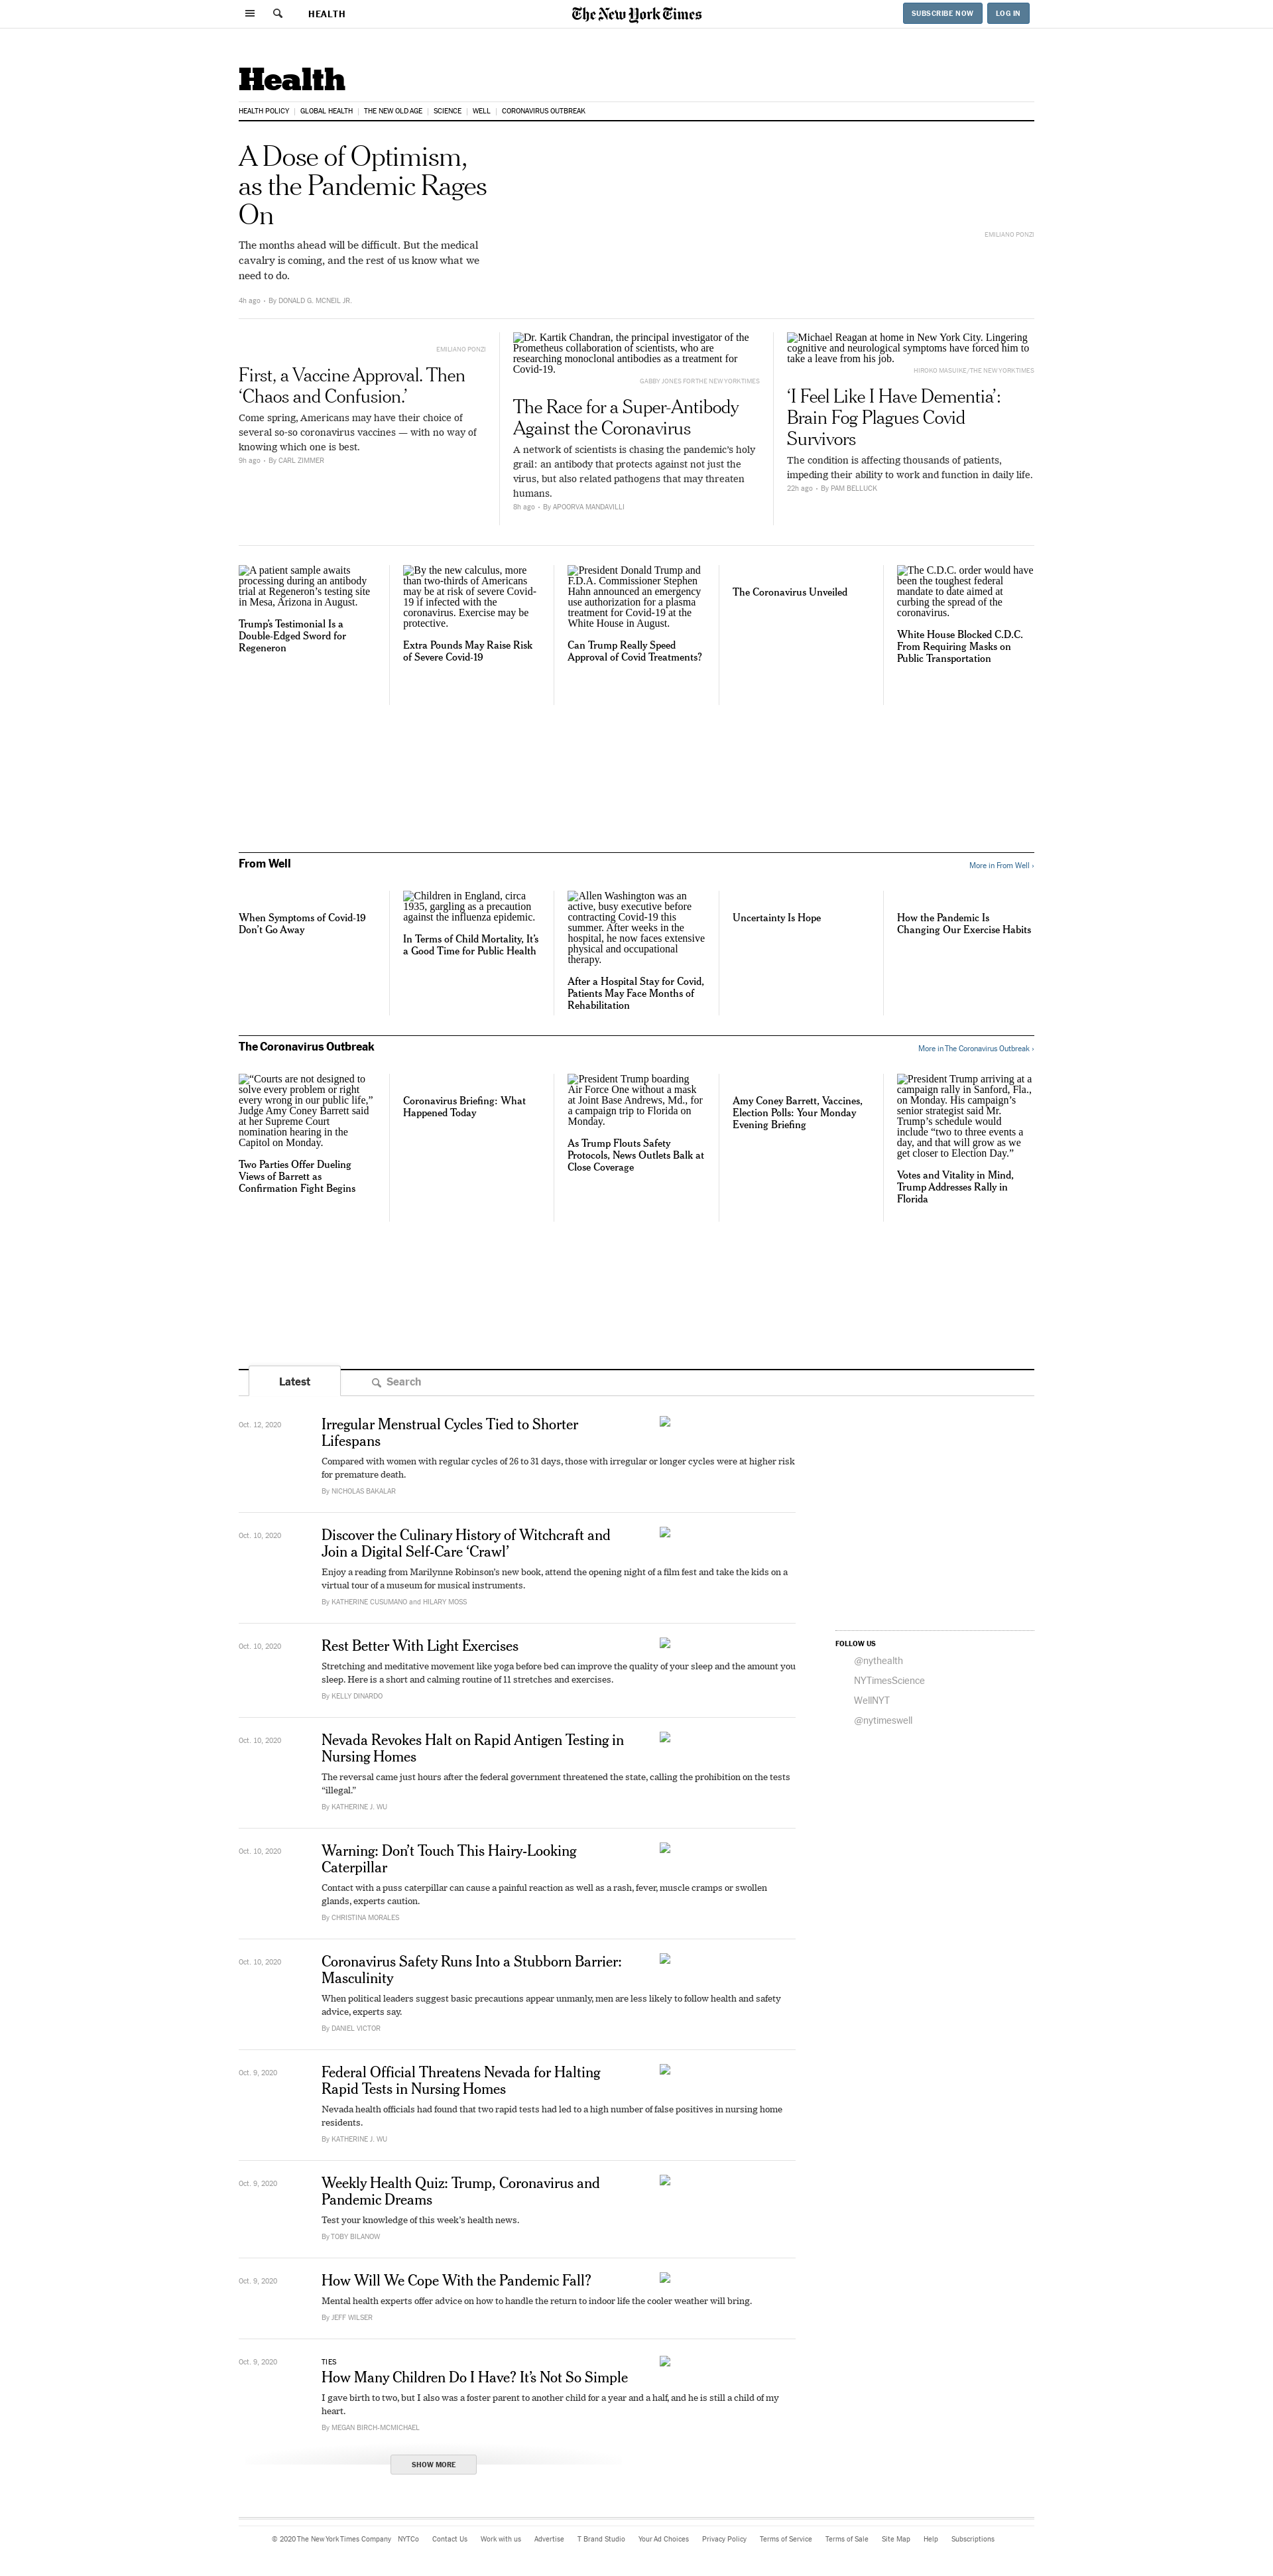 HEALTH
The New York Times
SUBSCRIBE NOW
LOG IN
Health
HEALTH POLICY
GLOBAL HEALTH
THE NEW OLD AGE
SCIENCE
WELL
CORONAVIRUS OUTBREAK
A Dose of Optimism,
as the Pandemic Rages
On
The months ahead will be difficult. But the medical
cavalry is coming, and the rest of us know what we
need to do.
4h ago • By DONALD G. MCNEIL JR.
EMILIANO PONZI
EMILIANO PONZI
First, a Vaccine Approval. Then
‘Chaos and Confusion.’
Come spring, Americans may have their choice of
several so-so coronavirus vaccines — with no way of
knowing which one is best.
9h ago • By CARL ZIMMER
Dr. Kartik Chandran, the principal investigator of the
Prometheus collaboration of scientists, who are
researching monoclonal antibodies as a treatment for
Covid-19.
GABBY JONES FOR THE NEW YORK TIMES
The Race for a Super-Antibody
Against the Coronavirus
A network of scientists is chasing the pandemic’s holy
grail: an antibody that protects against not just the
virus, but also related pathogens that may threaten
humans.
8h ago • By APOORVA MANDAVILLI
Michael Reagan at home in New York City. Lingering
cognitive and neurological symptoms have forced him to
take a leave from his job.
HIROKO MASUIKE/THE NEW YORK TIMES
‘I Feel Like I Have Dementia’:
Brain Fog Plagues Covid
Survivors
The condition is affecting thousands of patients,
impeding their ability to work and function in daily life.
22h ago • By PAM BELLUCK
A patient sample awaits
processing during an antibody
trial at Regeneron’s testing site
in Mesa, Arizona in August.
Trump’s Testimonial Is a
Double-Edged Sword for
Regeneron
By the new calculus, more
than two-thirds of Americans
may be at risk of severe Covid-
19 if infected with the
coronavirus. Exercise may be
protective.
Extra Pounds May Raise Risk
of Severe Covid-19
President Donald Trump and
F.D.A. Commissioner Stephen
Hahn announced an emergency
use authorization for a plasma
treatment for Covid-19 at the
White House in August.
Can Trump Really Speed
Approval of Covid Treatments?
The Coronavirus Unveiled
The C.D.C. order would have
been the toughest federal
mandate to date aimed at
curbing the spread of the
coronavirus.
White House Blocked C.D.C.
From Requiring Masks on
Public Transportation
From Well
More in From Well ›
When Symptoms of Covid-19
Don’t Go Away
Children in England, circa
1935, gargling as a precaution
against the influenza epidemic.
In Terms of Child Mortality, It’s
a Good Time for Public Health
Allen Washington was an
active, busy executive before
contracting Covid-19 this
summer. After weeks in the
hospital, he now faces extensive
physical and occupational
therapy.
After a Hospital Stay for Covid,
Patients May Face Months of
Rehabilitation
Uncertainty Is Hope
How the Pandemic Is
Changing Our Exercise Habits
The Coronavirus Outbreak
More in The Coronavirus Outbreak ›
“Courts are not designed to
solve every problem or right
every wrong in our public life,”
Judge Amy Coney Barrett said
at her Supreme Court
nomination hearing in the
Capitol on Monday.
Two Parties Offer Dueling
Views of Barrett as
Confirmation Fight Begins
Coronavirus Briefing: What
Happened Today
President Trump boarding
Air Force One without a mask
at Joint Base Andrews, Md., for
a campaign trip to Florida on
Monday.
As Trump Flouts Safety
Protocols, News Outlets Balk at
Close Coverage
Amy Coney Barrett, Vaccines,
Election Polls: Your Monday
Evening Briefing
President Trump arriving at a
campaign rally in Sanford, Fla.,
on Monday. His campaign’s
senior strategist said Mr.
Trump’s schedule would
include “two to three events a
day, and that will grow as we
get closer to Election Day.”
Votes and Vitality in Mind,
Trump Addresses Rally in
Florida
Latest
Search
Oct. 12, 2020
Irregular Menstrual Cycles Tied to Shorter
Lifespans
Compared with women with regular cycles of 26 to 31 days, those with irregular or longer cycles were at higher risk
for premature death.
By NICHOLAS BAKALAR
Oct. 10, 2020
Discover the Culinary History of Witchcraft and
Join a Digital Self-Care ‘Crawl’
Enjoy a reading from Marilynne Robinson’s new book, attend the opening night of a film fest and take the kids on a
virtual tour of a museum for musical instruments.
By KATHERINE CUSUMANO and HILARY MOSS
Oct. 10, 2020
Rest Better With Light Exercises
Stretching and meditative movement like yoga before bed can improve the quality of your sleep and the amount you
sleep. Here is a short and calming routine of 11 stretches and exercises.
By KELLY DINARDO
FOLLOW US
@nythealth
NYTimesScience
WellNYT
@nytimeswell
Oct. 10, 2020
Nevada Revokes Halt on Rapid Antigen Testing in
Nursing Homes
The reversal came just hours after the federal government threatened the state, calling the prohibition on the tests
“illegal.”
By KATHERINE J. WU
Oct. 10, 2020
Warning: Don’t Touch This Hairy-Looking
Caterpillar
Contact with a puss caterpillar can cause a painful reaction as well as a rash, fever, muscle cramps or swollen
glands, experts caution.
By CHRISTINA MORALES
Oct. 10, 2020
Coronavirus Safety Runs Into a Stubborn Barrier:
Masculinity
When political leaders suggest basic precautions appear unmanly, men are less likely to follow health and safety
advice, experts say.
By DANIEL VICTOR
Oct. 9, 2020
Federal Official Threatens Nevada for Halting
Rapid Tests in Nursing Homes
Nevada health officials had found that two rapid tests had led to a high number of false positives in nursing home
residents.
By KATHERINE J. WU
Oct. 9, 2020
Weekly Health Quiz: Trump, Coronavirus and
Pandemic Dreams
Test your knowledge of this week’s health news.
By TOBY BILANOW
Oct. 9, 2020
How Will We Cope With the Pandemic Fall?
Mental health experts offer advice on how to handle the return to indoor life the cooler weather will bring.
By JEFF WILSER
Oct. 9, 2020
TIES
How Many Children Do I Have? It’s Not So Simple
I gave birth to two, but I also was a foster parent to another child for a year and a half, and he is still a child of my
heart.
By MEGAN BIRCH-MCMICHAEL
SHOW MORE
© 2020 The New York Times Company
NYTCo
Contact Us
Work with us
Advertise
T Brand Studio
Your Ad Choices
Privacy Policy
Terms of Service
Terms of Sale
Site Map
Help
Subscriptions